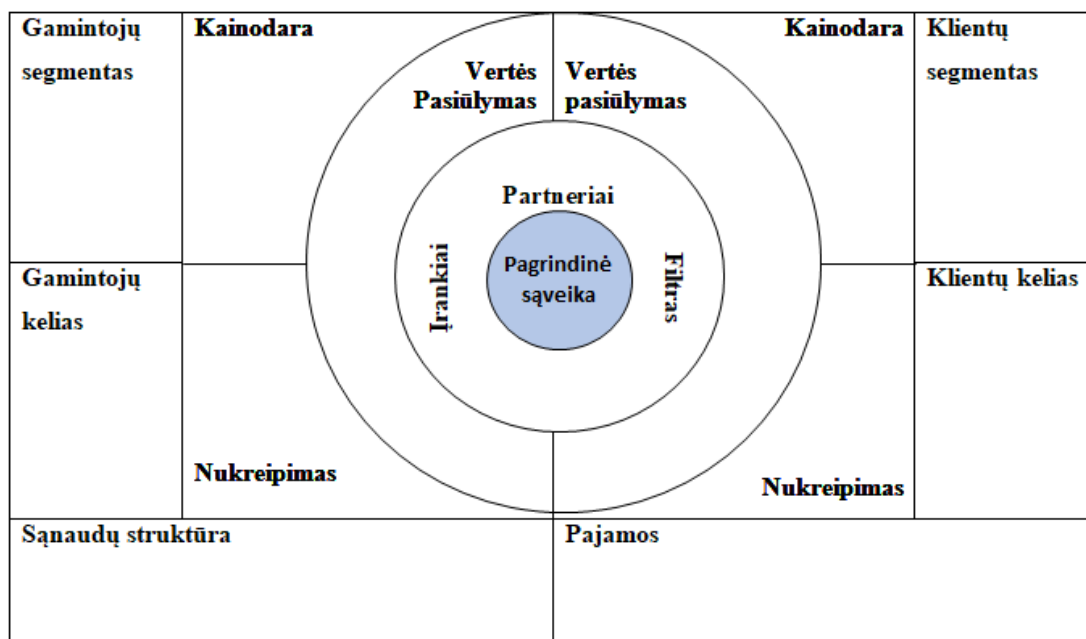 Gamintojų
segmentas
Kainodara
Vertės
Pasiūlymas
Vertės
pasiūlymas
Kainodara
Klientų
segmentas
Partneriai
Įrankiai
Pagrindinė
sąveika
Filtras
Gamintojų
kelias
Klientų kelias
Nukreipimas
Nukreipimas
Sąnaudų struktūra
Pajamos